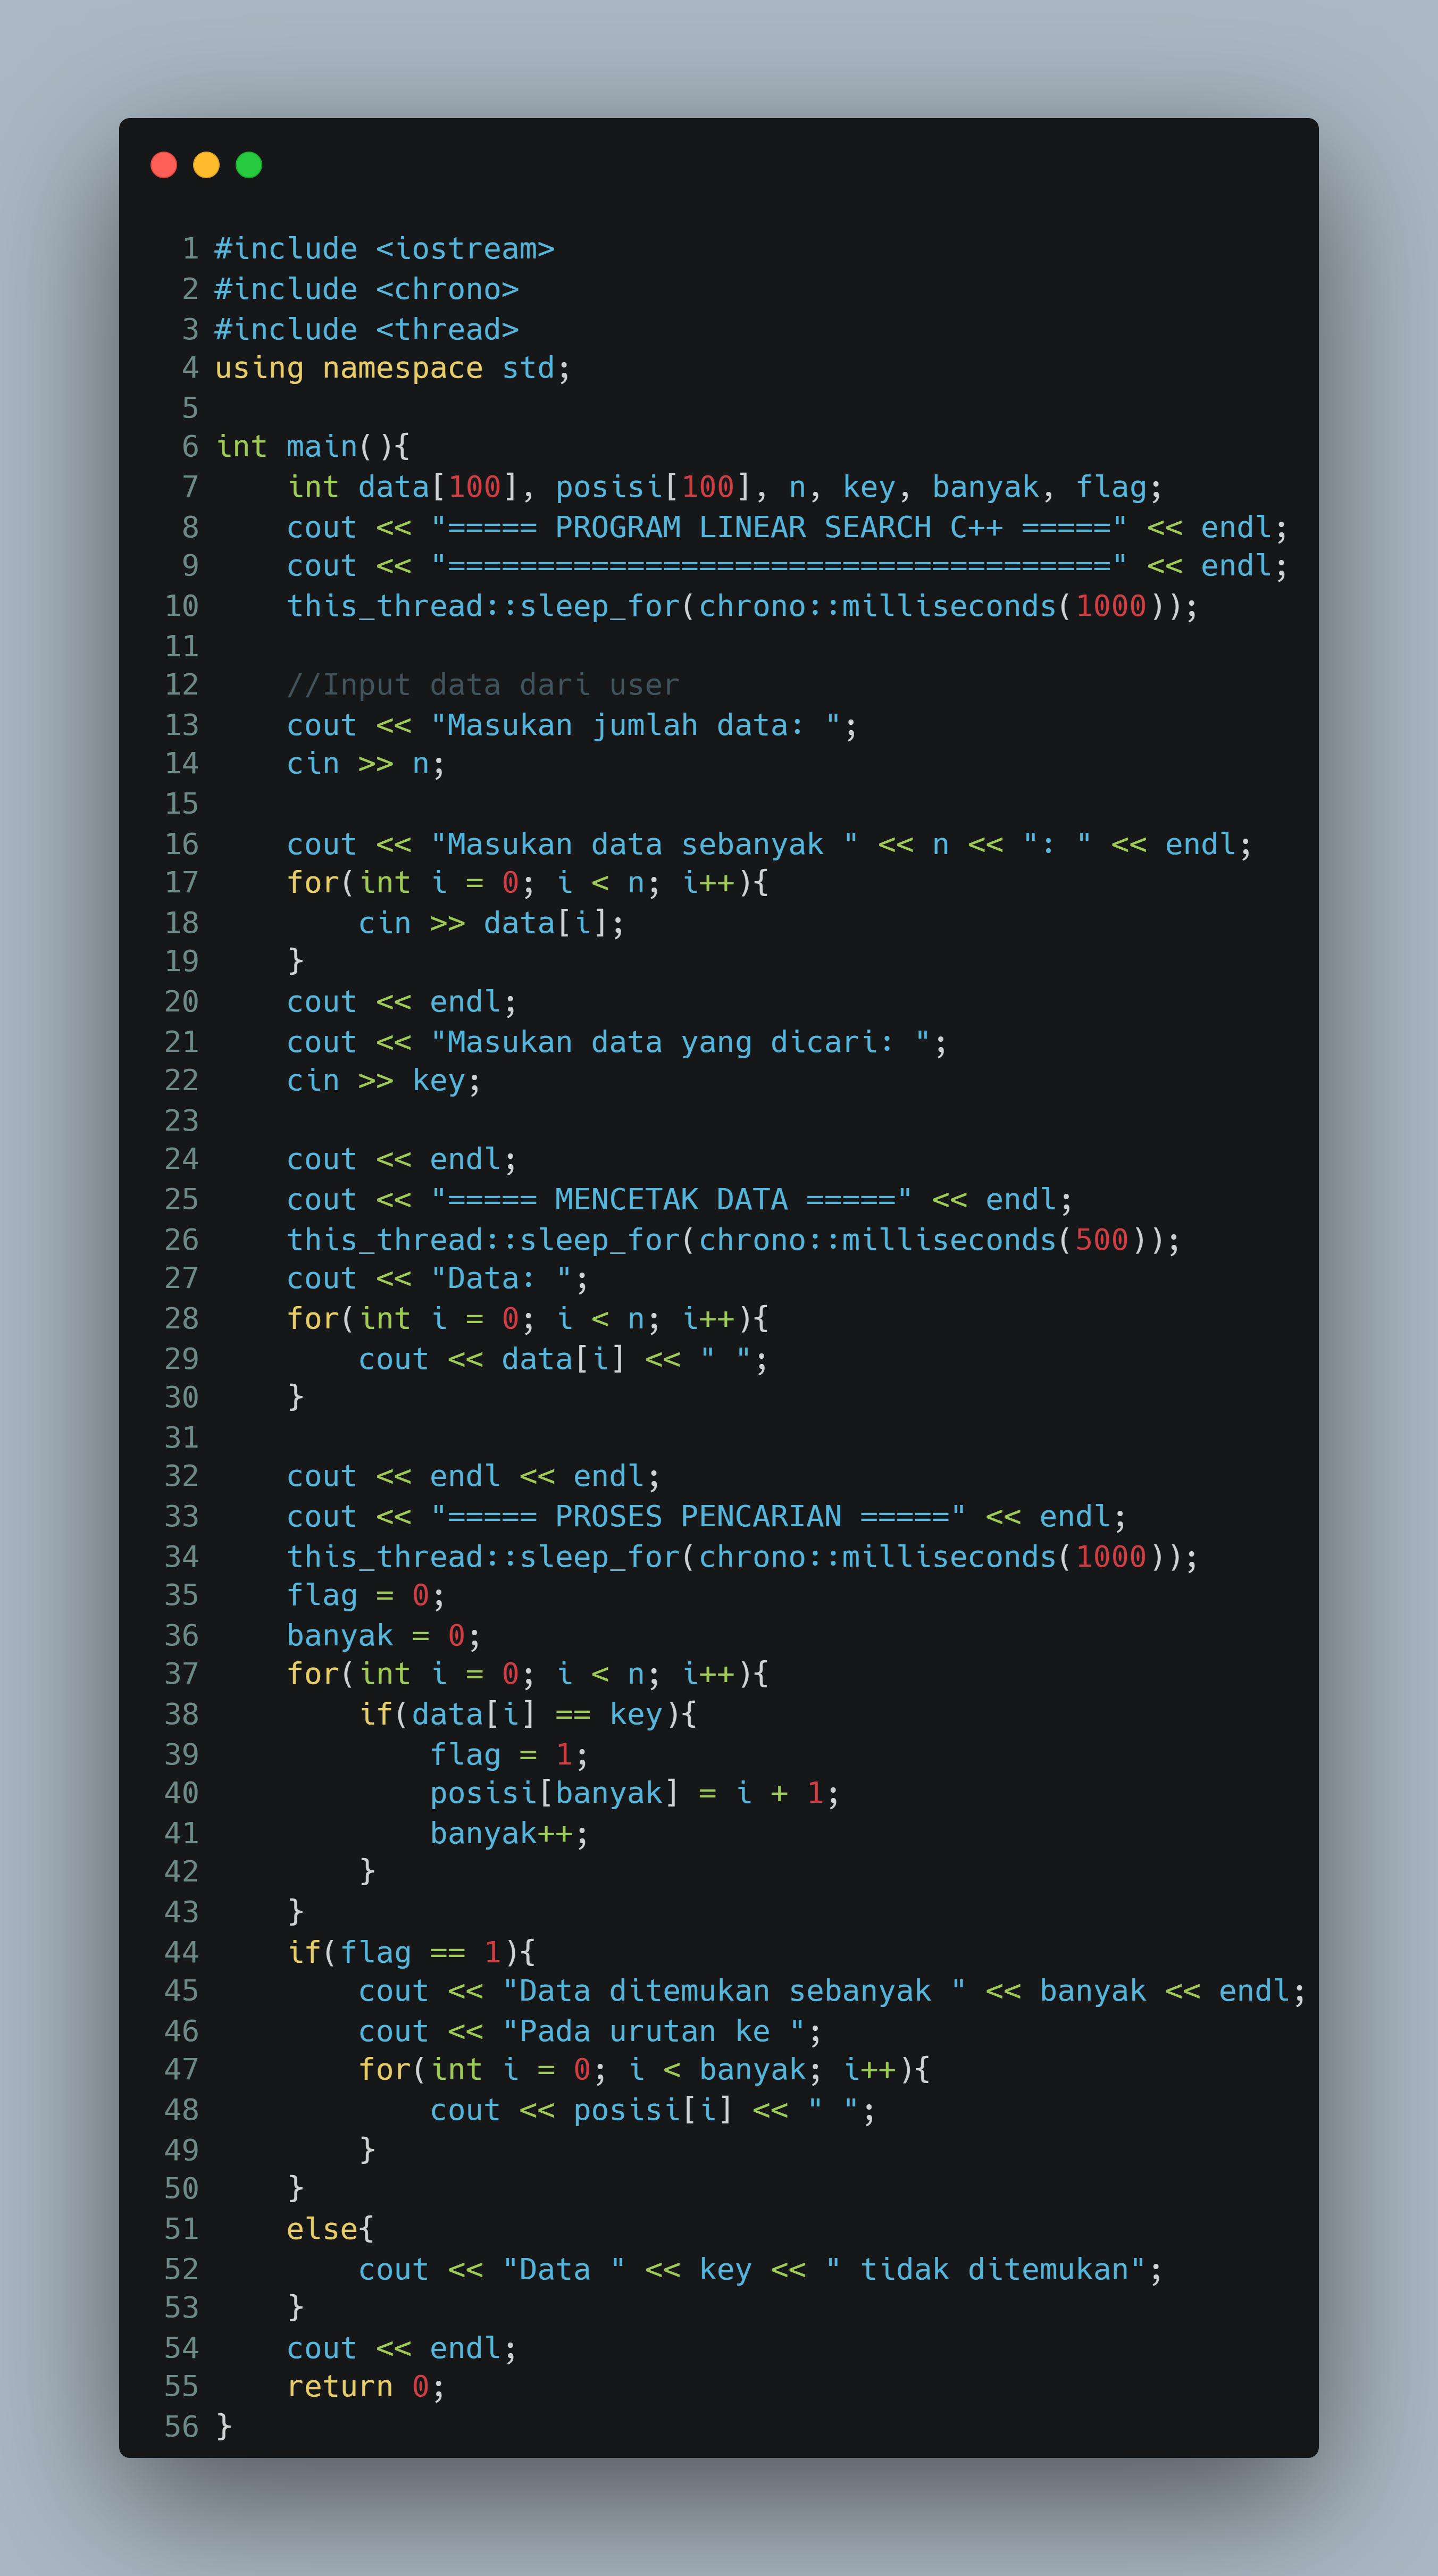 1 #include <iostream>
2 #include <chrono>
3 #include <thread>
4 using namespace std;
5
6 int main(){
7     int data[100], posisi[100], n, key, banyak, flag;
8     cout << "===== PROGRAM LINEAR SEARCH C++ =====" << endl;
9     cout << "=====================================" << endl;
10     this_thread::sleep_for(chrono::milliseconds(1000));
11
12     //Input data dari user
13     cout << "Masukan jumlah data: ";
14     cin >> n;
15
16     cout << "Masukan data sebanyak " << n << ": " << endl;
17     for(int i = 0; i < n; i++){
18         cin >> data[i];
19     }
20     cout << endl;
21     cout << "Masukan data yang dicari: ";
22     cin >> key;
23
24     cout << endl;
25     cout << "===== MENCETAK DATA =====" << endl;
26     this_thread::sleep_for(chrono::milliseconds(500));
27     cout << "Data: ";
28     for(int i = 0; i < n; i++){
29         cout << data[i] << " ";
30     }
31
32     cout << endl << endl;
33     cout << "===== PROSES PENCARIAN =====" << endl;
34     this_thread::sleep_for(chrono::milliseconds(1000));
35     flag = 0;
36     banyak = 0;
37     for(int i = 0; i < n; i++){
38         if(data[i] == key){
39             flag = 1;
40             posisi[banyak] = i + 1;
41             banyak++;
42         }
43     }
44     if(flag == 1){
45         cout << "Data ditemukan sebanyak " << banyak << endl;
46         cout << "Pada urutan ke ";
47         for(int i = 0; i < banyak; i++){
48             cout << posisi[i] << " ";
49         }
50     }
51     else{
52         cout << "Data " << key << " tidak ditemukan";
53     }
54     cout << endl;
55     return 0;
56 }